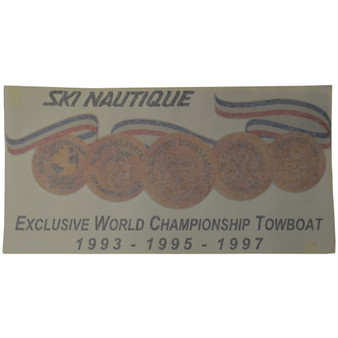 SKI NAUTIQUE
EXCLUSIVE WORLD CHAMPIONSHIP TOWBOAT
1993 - 1995 - 1997